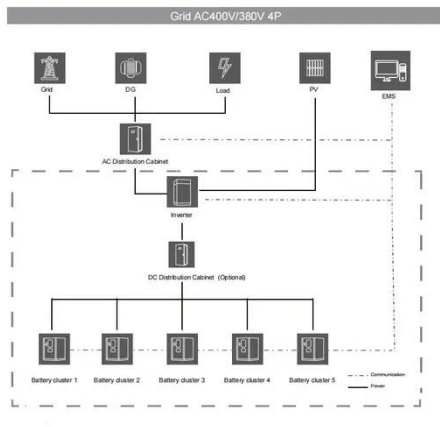 Grid AC400V/380V 4P
Grid
DG
Load
PV
EMS
AC Distribution Cabinet
Inverter
DC Distribution Cabinet (Optional)
Battery cluster 1
Battery cluster 2
Battery cluster 3
Battery cluster 4
Battery cluster 5
Communication
Power